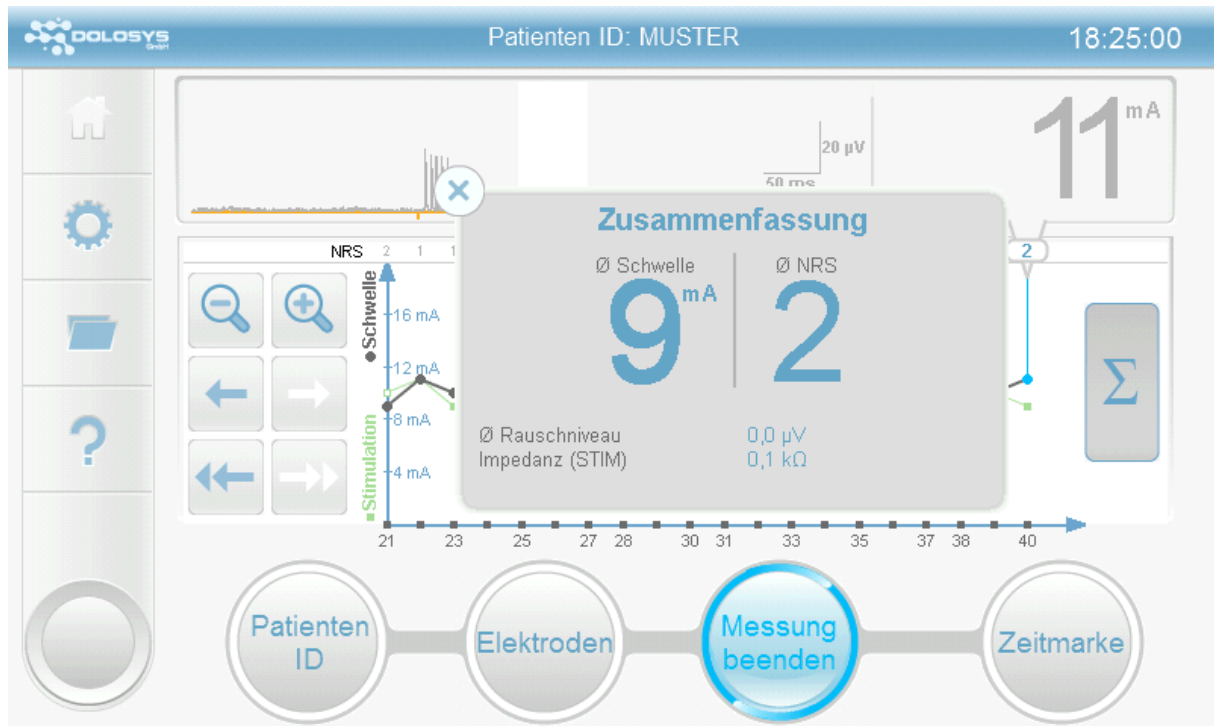 DOLOSYS
GmbH
Patienten ID: MUSTER
18:25:00
20 µV
50 ms
11 mA
NRS 2 1 1
2
Schwelle
Stimulation
16 mA
12 mA
8 mA
4 mA
21 23 25 27 28 30 31 33 35 37 38 40
Zusammenfassung
Ø Schwelle Ø NRS
9 mA 2
Ø Rauschniveau 0,0 µV
Impedanz (STIM) 0,1 kΩ
Σ
?
Patienten
ID
Elektroden
Messung
beenden
Zeitmarke